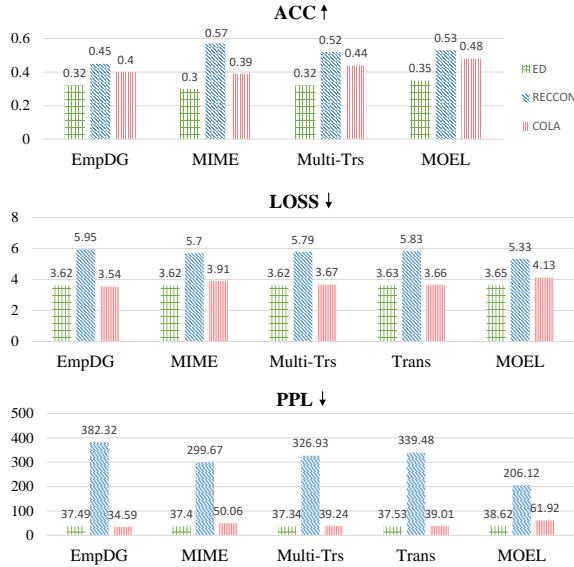 ACC ↑
0.6
0.4
0.2
0
0.32 0.45 0.4 0.3 0.57 0.39 0.32 0.52 0.44 0.35 0.53 0.48
EmpDG MIME Multi-Trs MOEL
ED
RECCON
COLA
LOSS ↓
8
6
4
2
0
3.62 5.95 3.54 3.62 5.7 3.91 3.62 5.79 3.67 3.63 5.83 3.66 3.65 5.33 4.13
EmpDG MIME Multi-Trs Trans MOEL
PPL ↓
500
400
300
200
100
0
37.49 382.32 34.59 37.4 299.67 50.06 37.34 326.93 39.24 37.53 339.48 39.01 38.62 206.12 61.92
EmpDG MIME Multi-Trs Trans MOEL